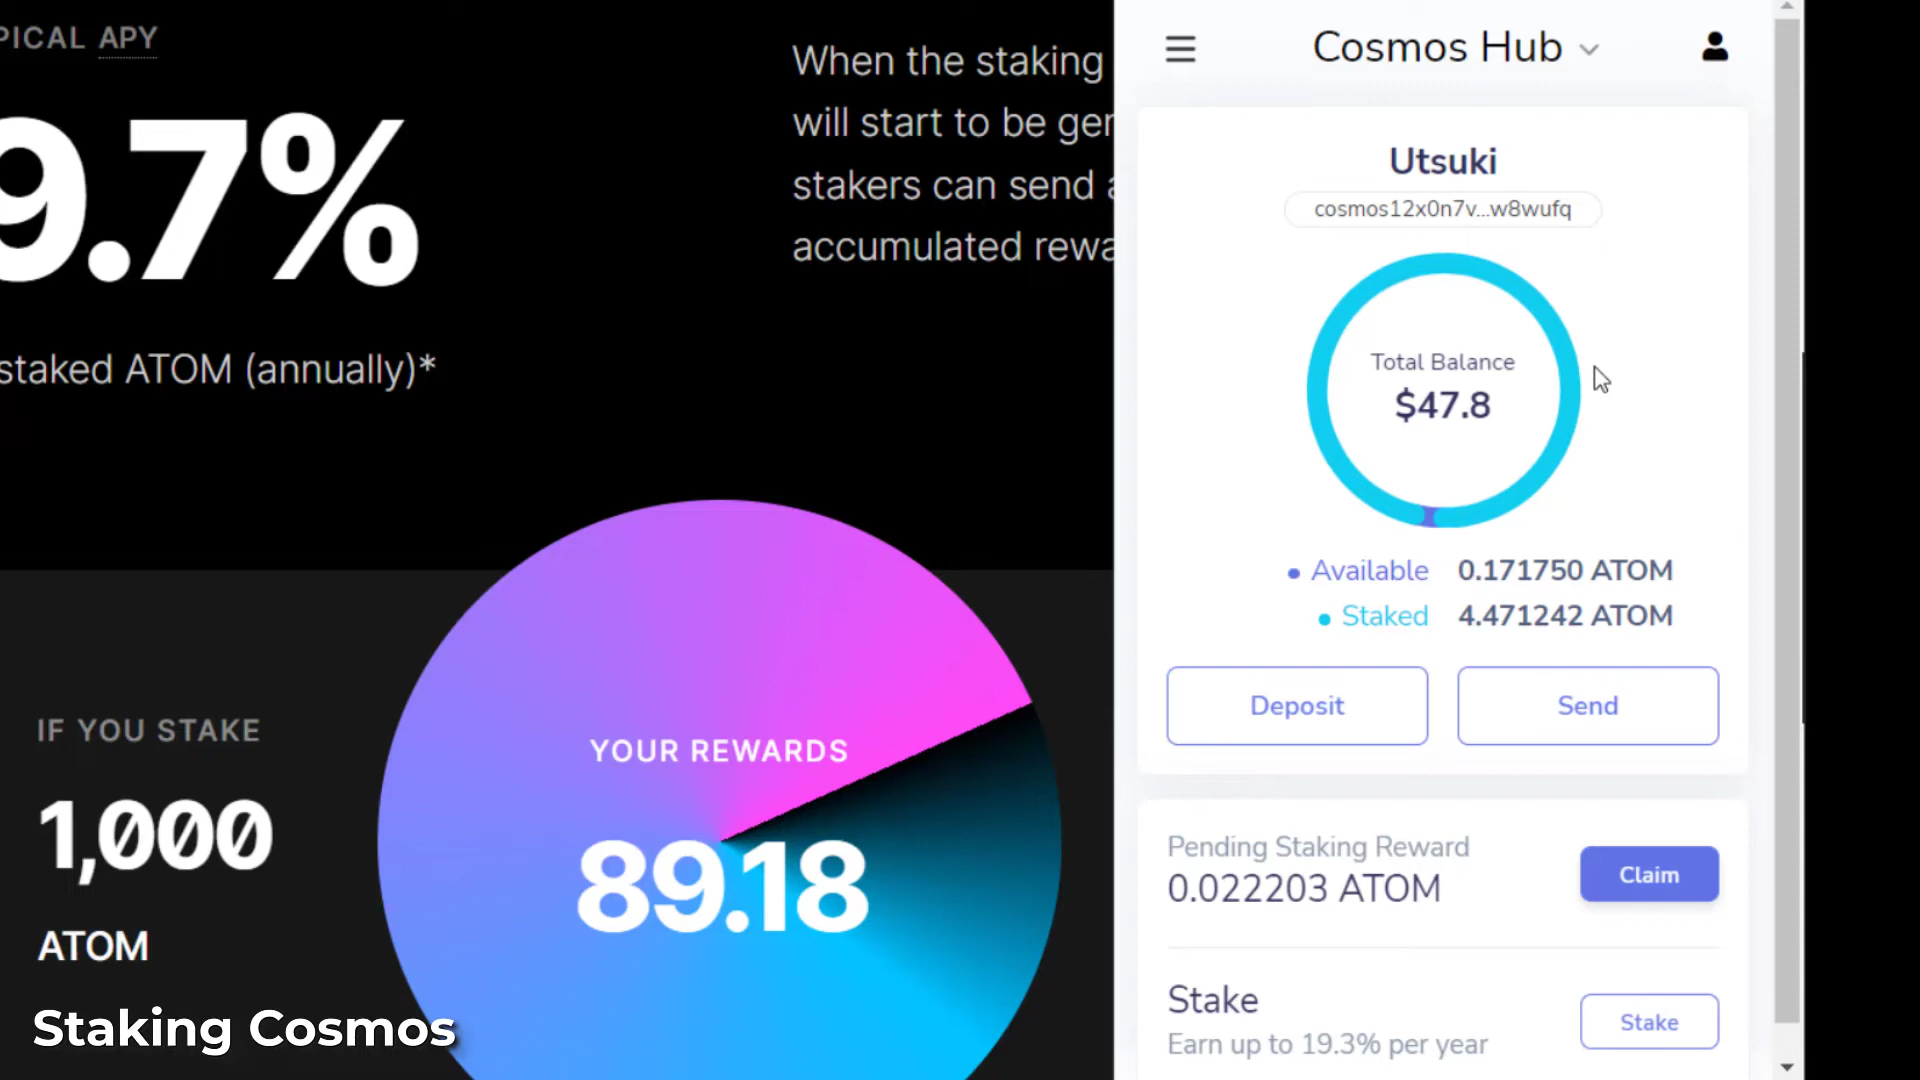 PICAL APY
9.7%
staked ATOM (annually)*
When the staking
will start to be ger
stakers can send a
accumulated rewa
IF YOU STAKE
1,000
ATOM
YOUR REWARDS
89.18
Staking Cosmos
Cosmos Hub
Utsuki
cosmos12x0n7v...w8wufq
Total Balance
$47.8
Available 0.171750 ATOM
Staked 4.471242 ATOM
Deposit Send
Pending Staking Reward
0.022203 ATOM
Claim
Stake
Earn up to 19.3% per year
Stake